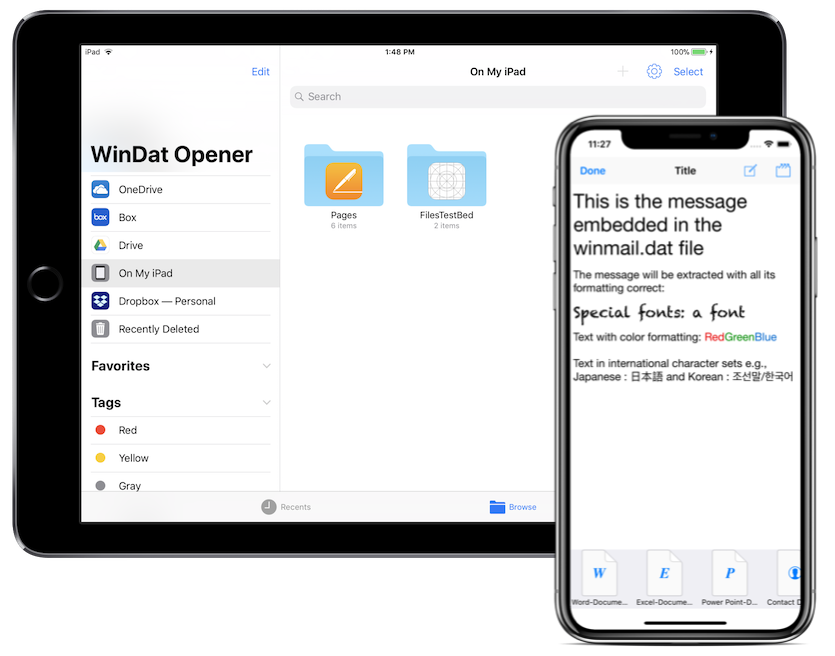 iPad
1:48 PM
100%
Edit
On My iPad
Select
Search
WinDat Opener
OneDrive
box
Box
Drive
On My iPad
Dropbox — Personal
Recently Deleted
Favorites
Tags
Red
Yellow
Gray
Pages
6 items
FilesTestBed
2 items
Recents
Browse
11:27
Done
Title
This is the message
embedded in the
winmail.dat file
The message will be extracted with all its
formatting correct:
Special fonts: a font
Text with color formatting: RedGreenBlue
Text in international character sets e.g.,
Japanese : 日本語 and Korean : 조선말/한국어
W
E
P
Word-Docume...
Excel-Docume...
Power Point-D...
Contact D